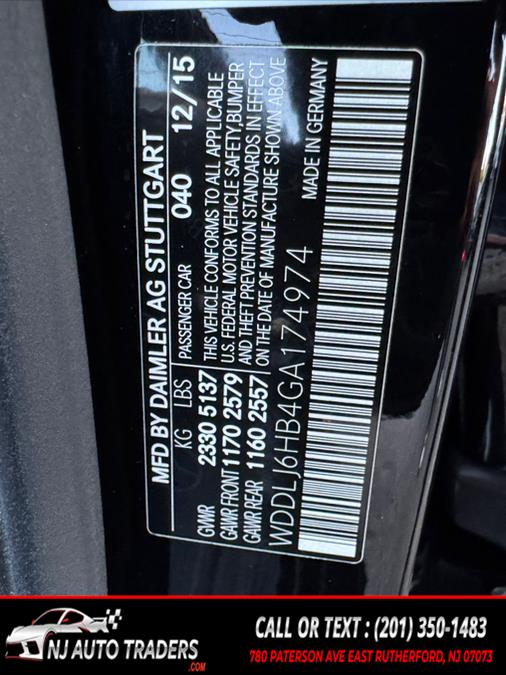 MFD BY DAIMLER AG STUTTGART
KG LBS PASSENGER CAR 040 12/15
GVWR 2330 5137 THIS VEHICLE CONFORMS TO ALL APPLICABLE
GAWR FRONT 1170 2579 U.S. FEDERAL MOTOR VEHICLE SAFETY,BUMPER
GAWR REAR 1160 2557 AND THEFT PREVENTION STANDARDS IN EFFECT
ON THE DATE OF MANUFACTURE SHOWN ABOVE
WDDLJ6HB4GA174974
MADE IN GERMANY
NJ AUTO TRADERS
.COM
CALL OR TEXT : (201) 350-1483
780 PATERSON AVE EAST RUTHERFORD, NJ 07073